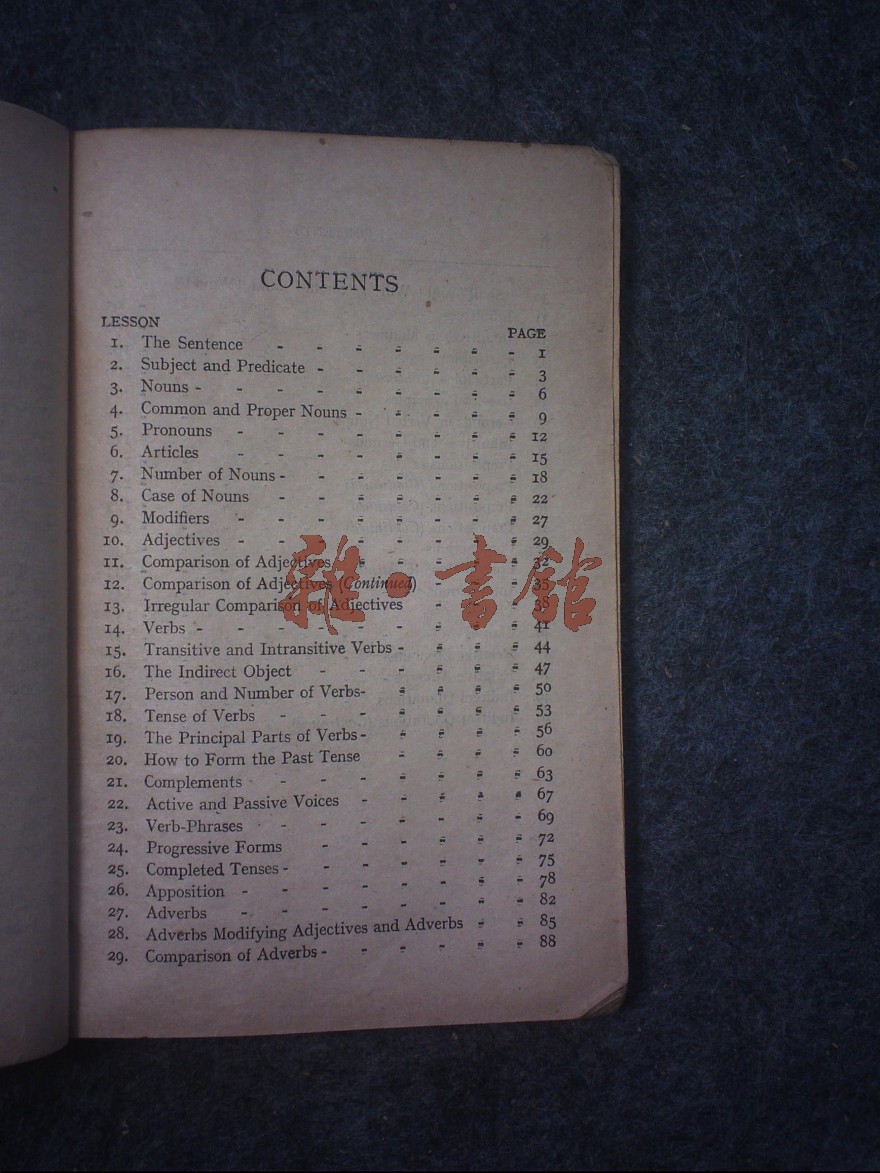 CONTENTS
LESSON PAGE
1. The Sentence - - - - - - - 1
2. Subject and Predicate - - - - - - 3
3. Nouns - - - - - - - - 6
4. Common and Proper Nouns - - - - - 9
5. Pronouns - - - - - - - - 12
6. Articles - - - - - - - - 15
7. Number of Nouns - - - - - - - 18
8. Case of Nouns - - - - - - - 22
9. Modifiers - - - - - - - - 27
10. Adjectives - - - - - - - - 29
11. Comparison of Adjectives - - - - - 32
12. Comparison of Adjectives (Continued) - - - 35
13. Irregular Comparison of Adjectives - - - 38
14. Verbs - - - - - - - - - 41
15. Transitive and Intransitive Verbs - - - - 44
16. The Indirect Object - - - - - - 47
17. Person and Number of Verbs - - - - - 50
18. Tense of Verbs - - - - - - - 53
19. The Principal Parts of Verbs - - - - - 56
20. How to Form the Past Tense - - - - 60
21. Complements - - - - - - - 63
22. Active and Passive Voices - - - - - 67
23. Verb-Phrases - - - - - - - 69
24. Progressive Forms - - - - - - 72
25. Completed Tenses - - - - - - - 75
26. Apposition - - - - - - - - 78
27. Adverbs - - - - - - - - 82
28. Adverbs Modifying Adjectives and Adverbs - - 85
29. Comparison of Adverbs - - - - - - 88
雜·書館